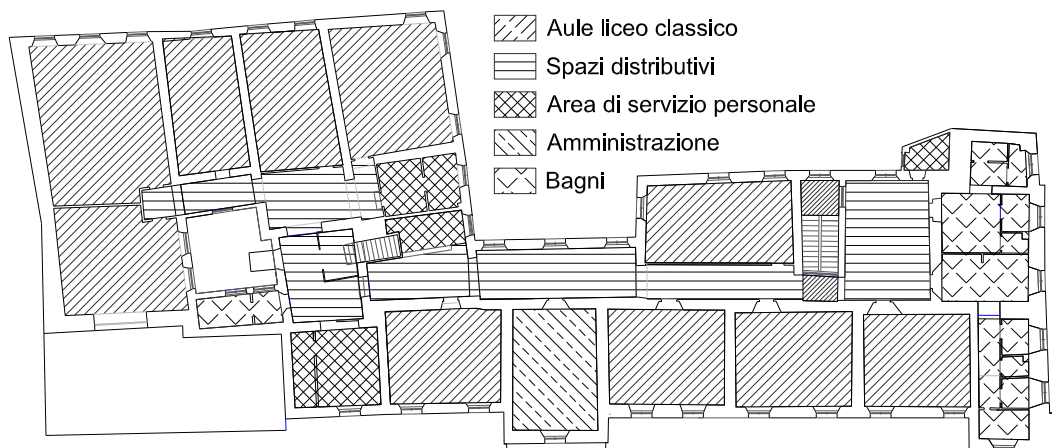 Aule liceo classico
Spazi distributivi
Area di servizio personale
Amministrazione
Bagni